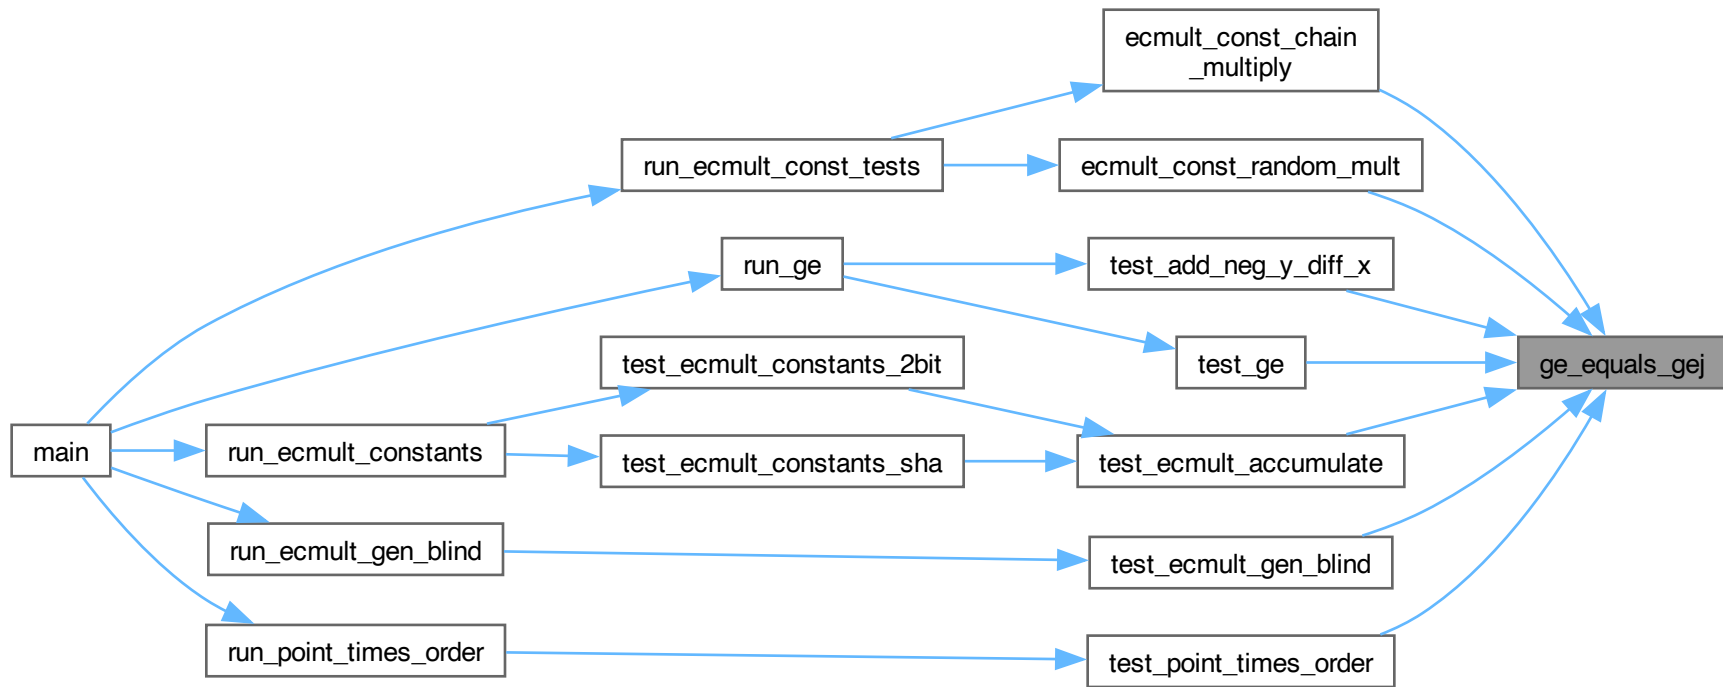 ecmult_const_chain
_multiply
run_ecmult_const_tests
ecmult_const_random_mult
run_ge
test_add_neg_y_diff_x
test_ecmult_constants_2bit
test_ge
ge_equals_gej
main
run_ecmult_constants
test_ecmult_constants_sha
test_ecmult_accumulate
run_ecmult_gen_blind
test_ecmult_gen_blind
run_point_times_order
test_point_times_order